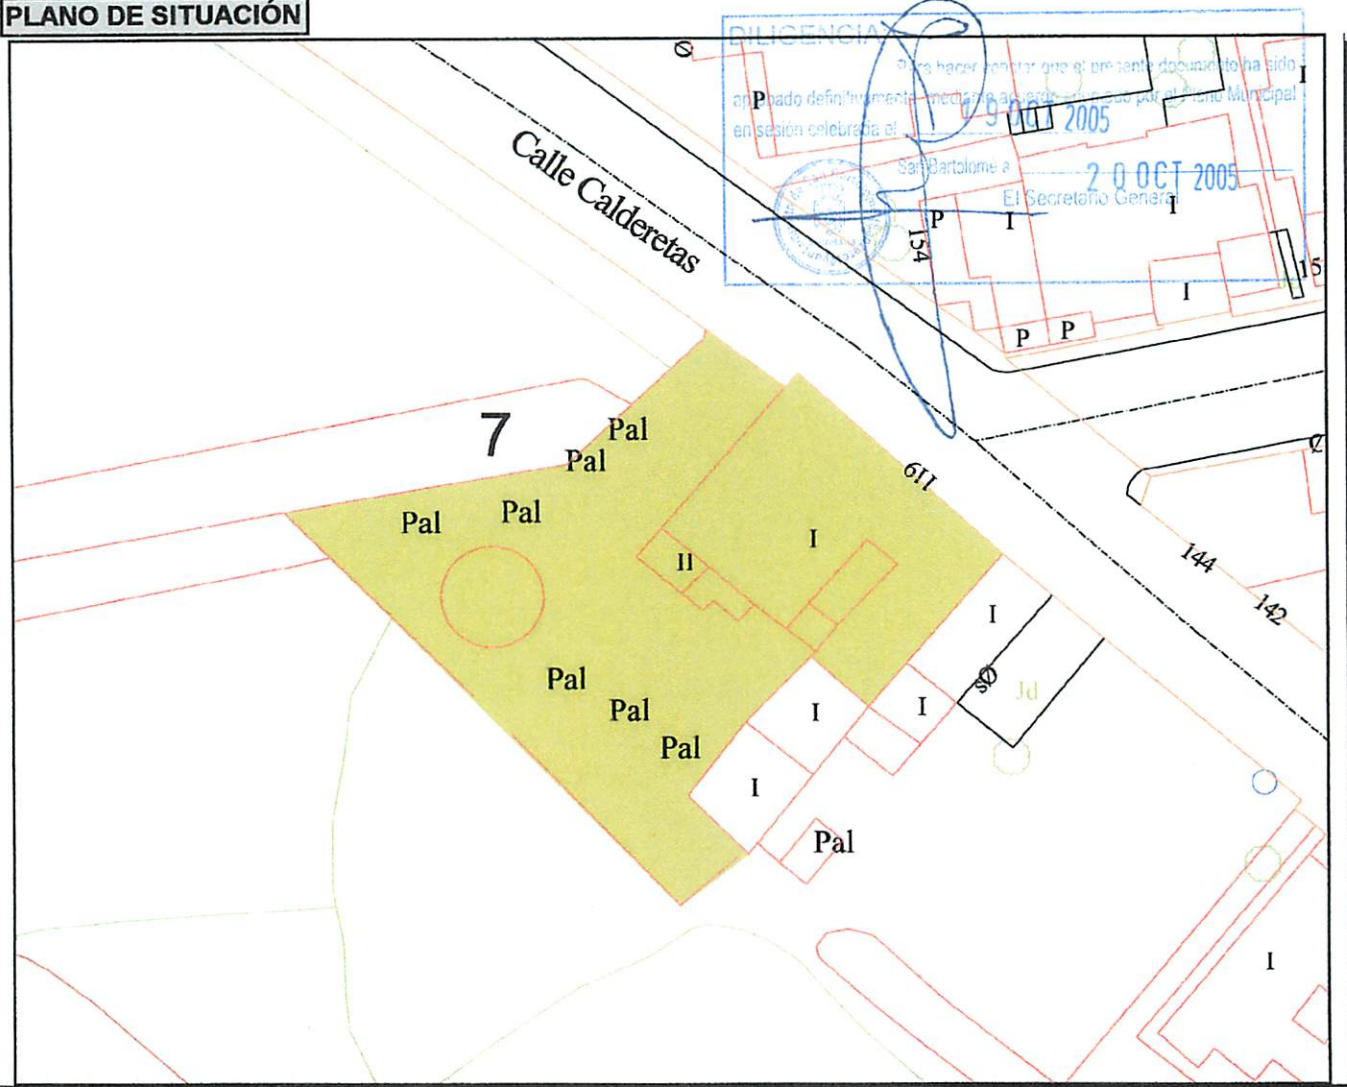 PLANO DE SITUACIÓN
DILIGENCIA
Para hacer constar que el presente documento ha sido
aprobado definitivamente mediante acuerdo por el Pleno Municipal
en sesión celebrada el 19 OCT 2005
San Bartolomé a 20 OCT 2005
El Secretario General
Ø
P
I
Calle Calderetas
154
P
I
I
I
15
P
P
7
Pal
Pal
Pal
Pal
119
I
II
144
142
I
sØ
Jd
Pal
Pal
Pal
I
I
I
Pal
I